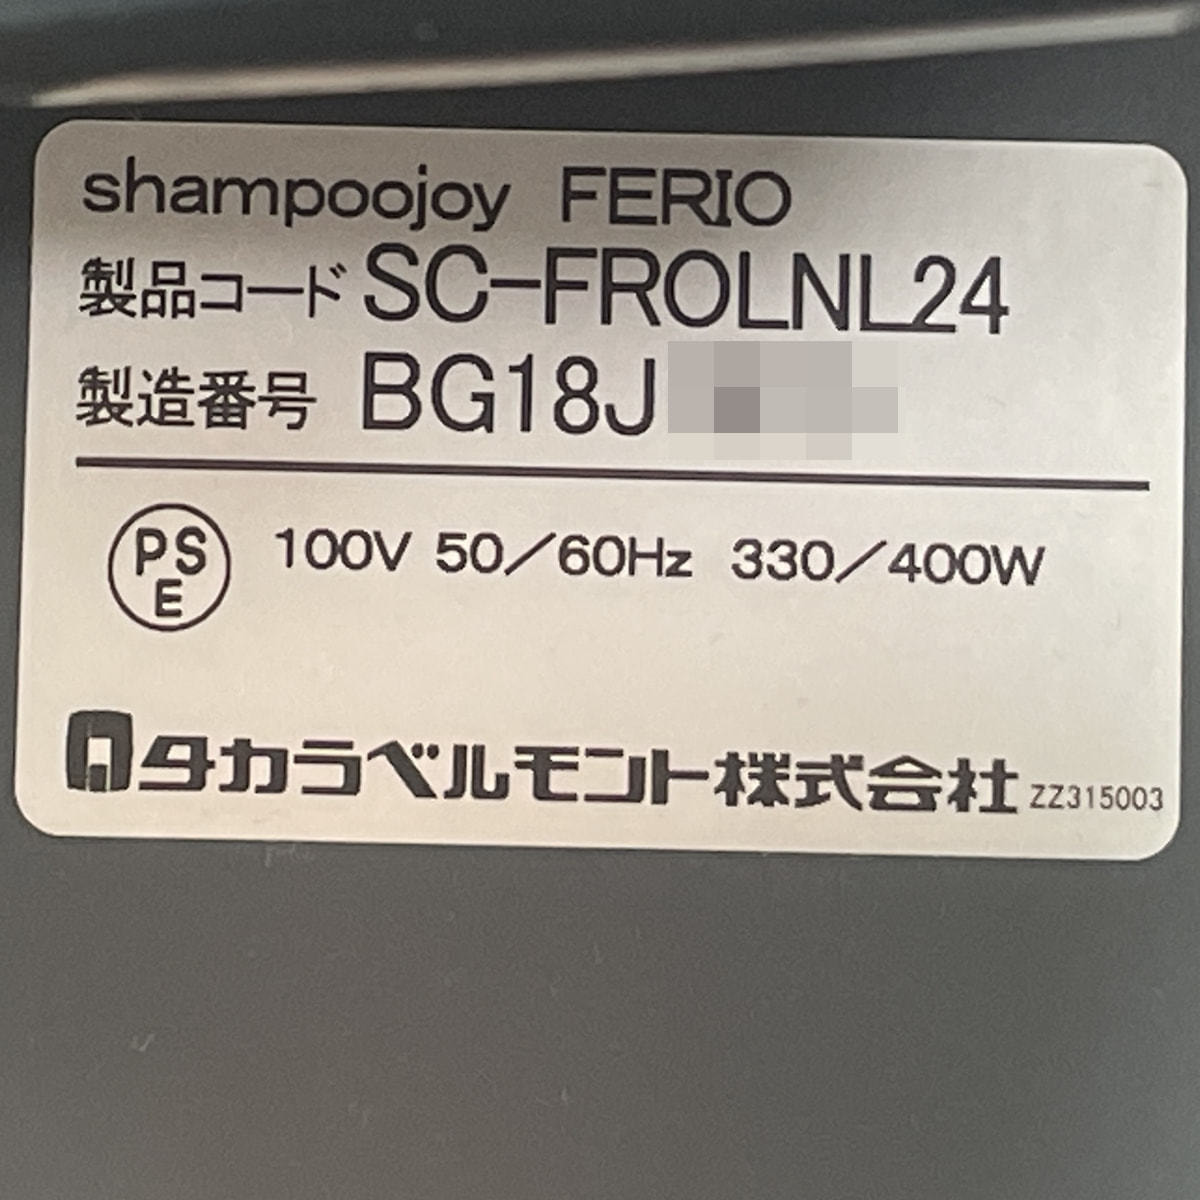 shampoojoy FERIO
製品コード SC-FROLNL24
製造番号 BG18J
PSE 100V 50/60Hz 330/400W
タカラベルモント株式会社 ZZ315003